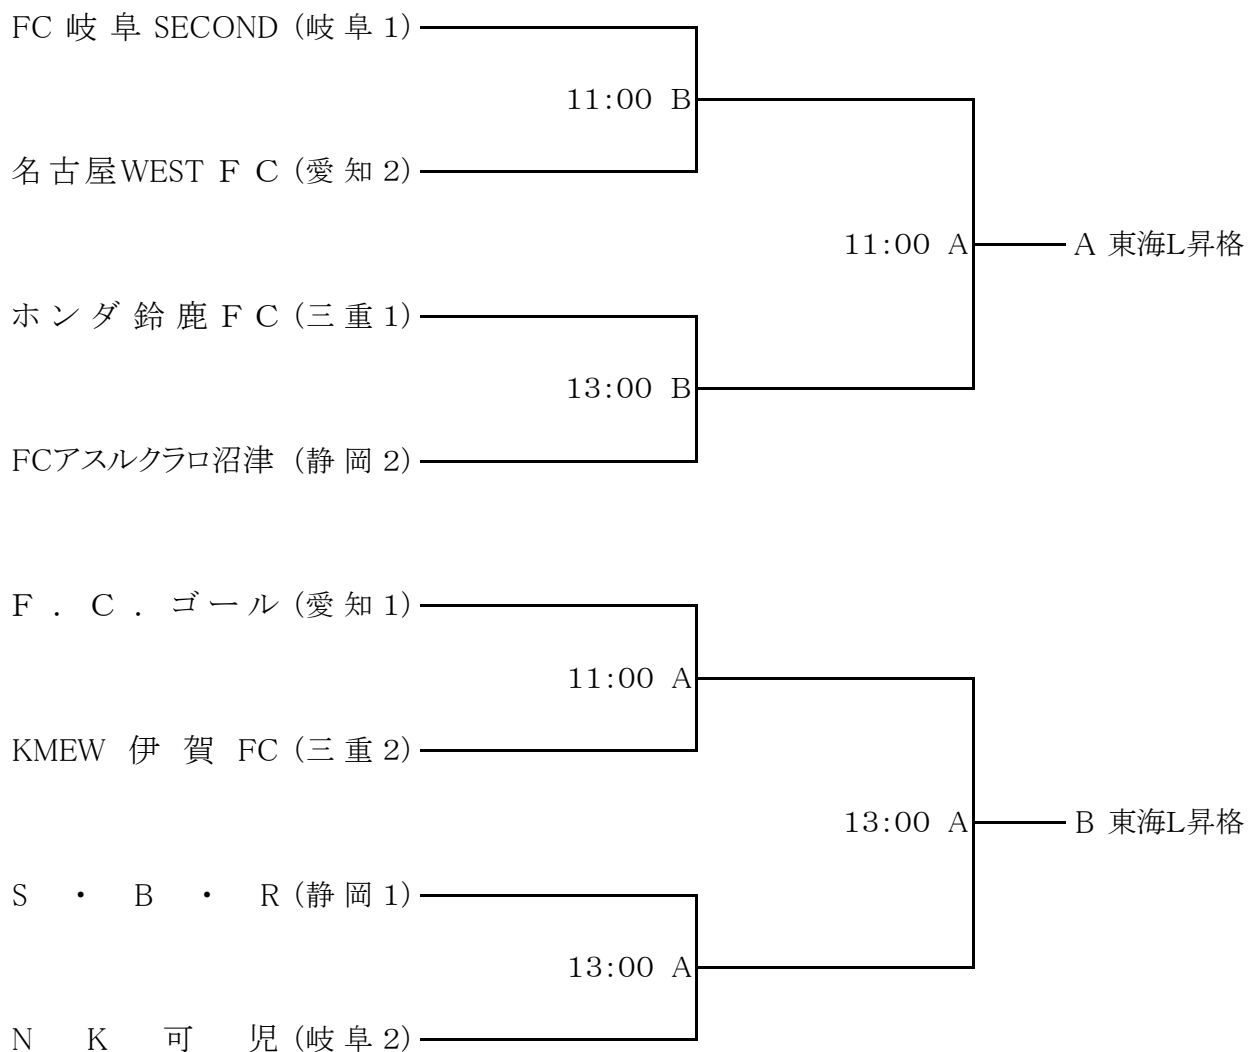 FC 岐 阜 SECOND (岐 阜 1)
11:00 B
名 古 屋 WEST Ｆ Ｃ (愛 知 2)
11:00 A
A 東海L昇格
ホ ン ダ 鈴 鹿 Ｆ Ｃ (三 重 1)
13:00 B
FCアスルクラロ沼津 (静 岡 2)
Ｆ ． Ｃ ． ゴ ー ル (愛 知 1)
11:00 A
KMEW 伊 賀 FC (三 重 2)
13:00 A
B 東海L昇格
S ・ B ・ R (静 岡 1)
13:00 A
N K 可 児 (岐 阜 2)